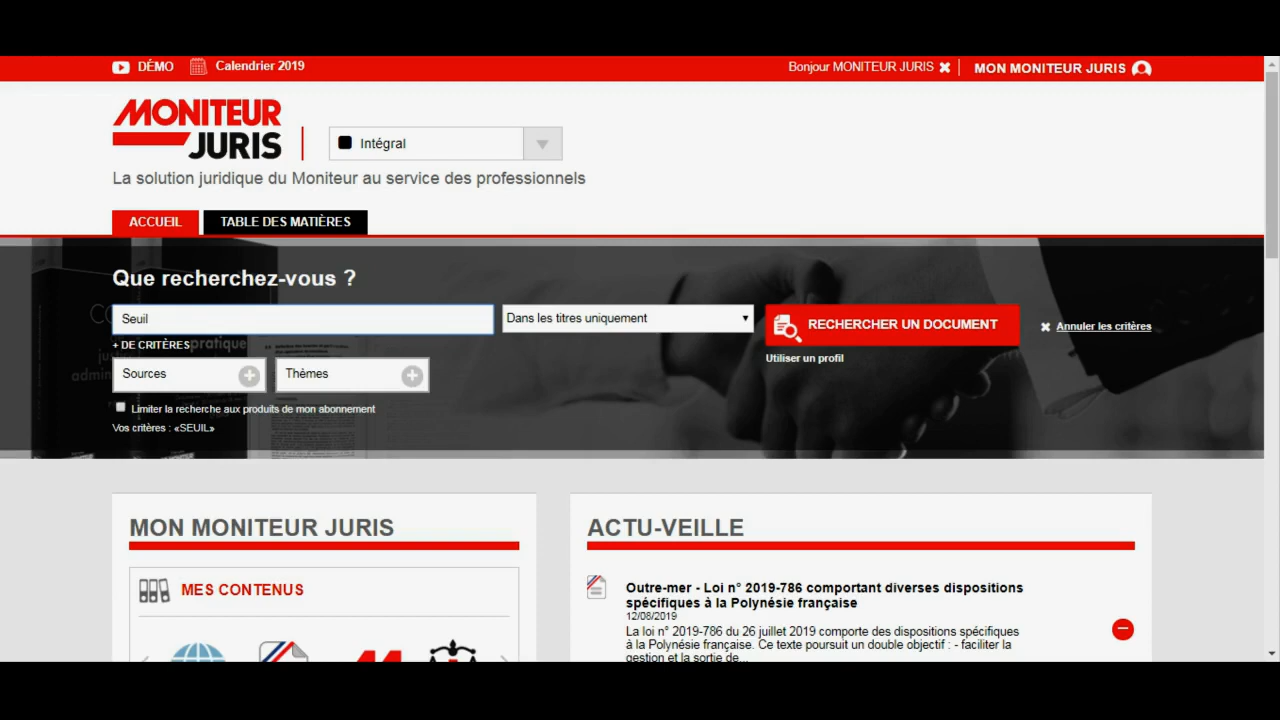 DÉMO
Calendrier 2019
Bonjour MONITEUR JURIS
MON MONITEUR JURIS
MONITEUR
JURIS
Intégral
La solution juridique du Moniteur au service des professionnels
ACCUEIL
TABLE DES MATIÈRES
Que recherchez-vous ?
Seuil
Dans les titres uniquement
RECHERCHER UN DOCUMENT
Annuler les critères
+ DE CRITÈRES
pratique
Utiliser un profil
Sources
Thèmes
Limiter la recherche aux produits de mon abonnement
Vos critères : «SEUIL»
MON MONITEUR JURIS
MES CONTENUS
ACTU-VEILLE
Outre-mer - Loi n° 2019-786 comportant diverses dispositions
spécifiques à la Polynésie française
12/08/2019
La loi n° 2019-786 du 26 juillet 2019 comporte des dispositions spécifiques
à la Polynésie française. Ce texte poursuit un double objectif : - faciliter la
gestion et la sortie de...